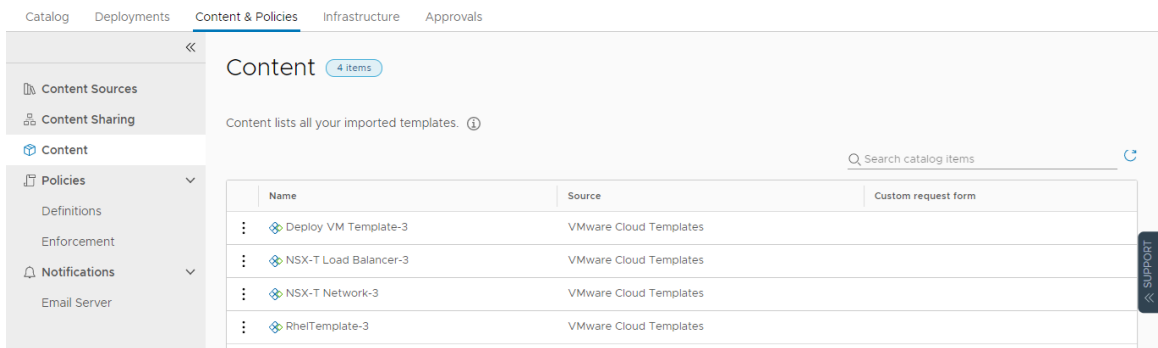 Catalog Deployments Content & Policies Infrastructure Approvals
Content Sources
Content Sharing
Content
Policies
Definitions
Enforcement
Notifications
Email Server
Content 4 items
Content lists all your imported templates.
Search catalog items
Name Source Custom request form
Deploy VM Template-3 VMware Cloud Templates
NSX-T Load Balancer-3 VMware Cloud Templates
NSX-T Network-3 VMware Cloud Templates
RhelTemplate-3 VMware Cloud Templates
SUPPORT